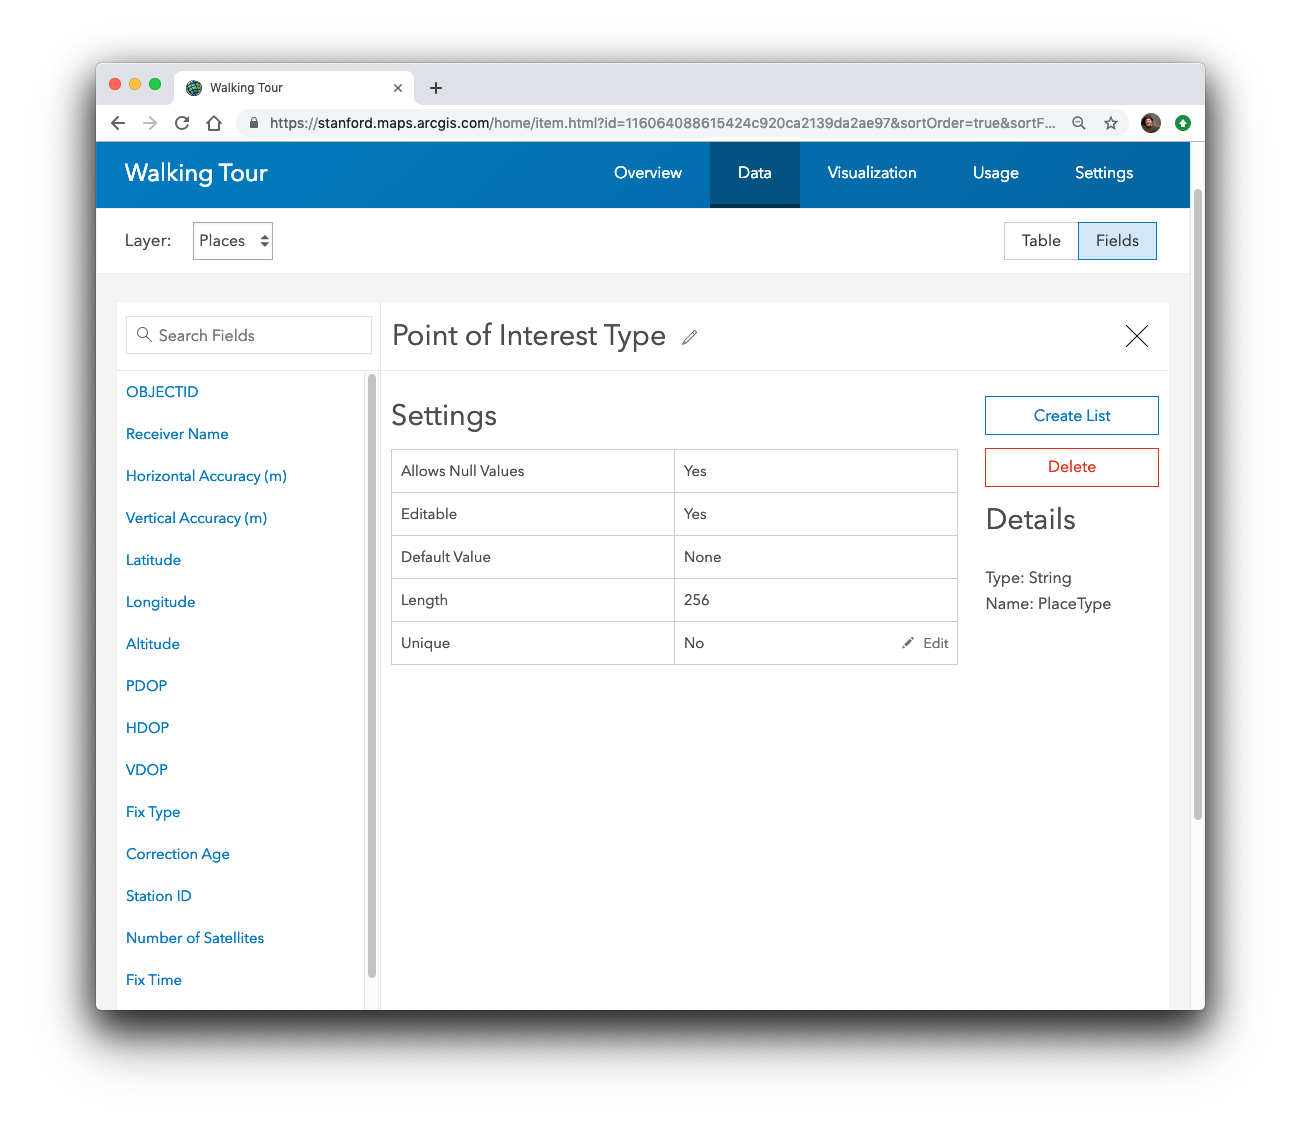 Walking Tour
https://stanford.maps.arcgis.com/home/item.html?id=116064088615424c920ca2139da2ae97&sortOrder=true&sortF...
Walking Tour
Overview
Data
Visualization
Usage
Settings
Layer:
Places
Table
Fields
Search Fields
OBJECTID
Receiver Name
Horizontal Accuracy (m)
Vertical Accuracy (m)
Latitude
Longitude
Altitude
PDOP
HDOP
VDOP
Fix Type
Correction Age
Station ID
Number of Satellites
Fix Time
Point of Interest Type
Settings
Allows Null Values Yes
Editable Yes
Default Value None
Length 256
Unique No Edit
Create List
Delete
Details
Type: String
Name: PlaceType